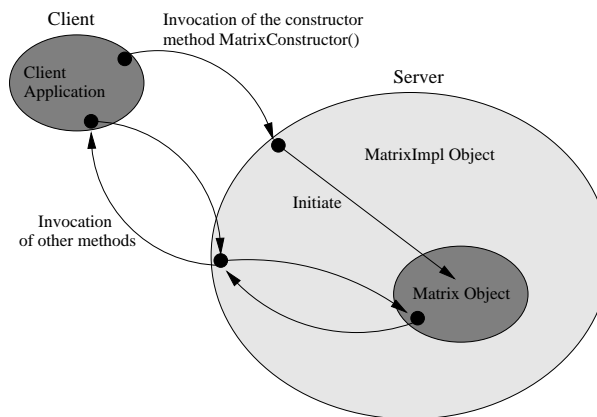 Client
Invocation of the constructor
method MatrixConstructor()
Client
Application
Server
MatrixImpl Object
Initiate
Invocation
of other methods
Matrix Object